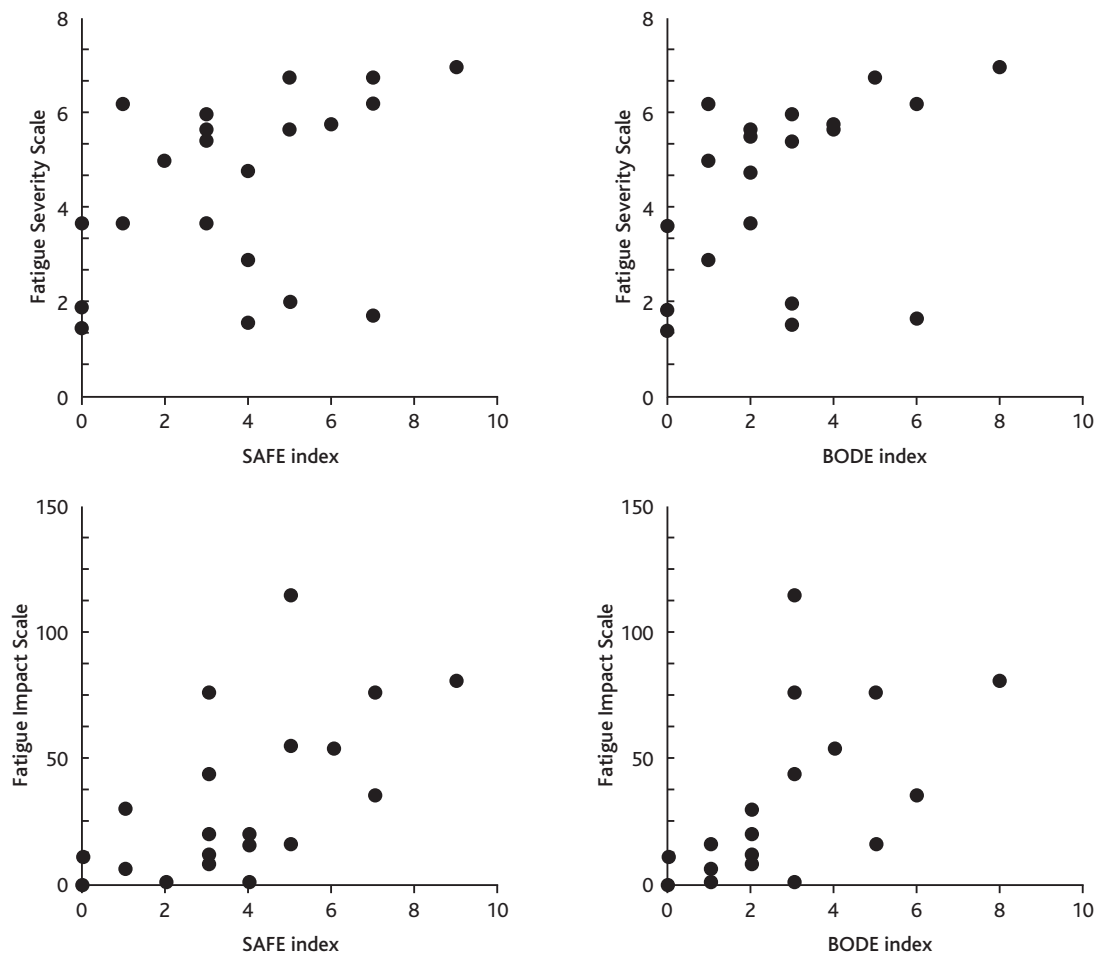 8
6
4
2
0
Fatigue Severity Scale
0 2 4 6 8 10
SAFE index
8
6
4
2
0
Fatigue Severity Scale
0 2 4 6 8 10
BODE index
150
100
50
0
Fatigue Impact Scale
0 2 4 6 8 10
SAFE index
150
100
50
0
Fatigue Impact Scale
0 2 4 6 8 10
BODE index